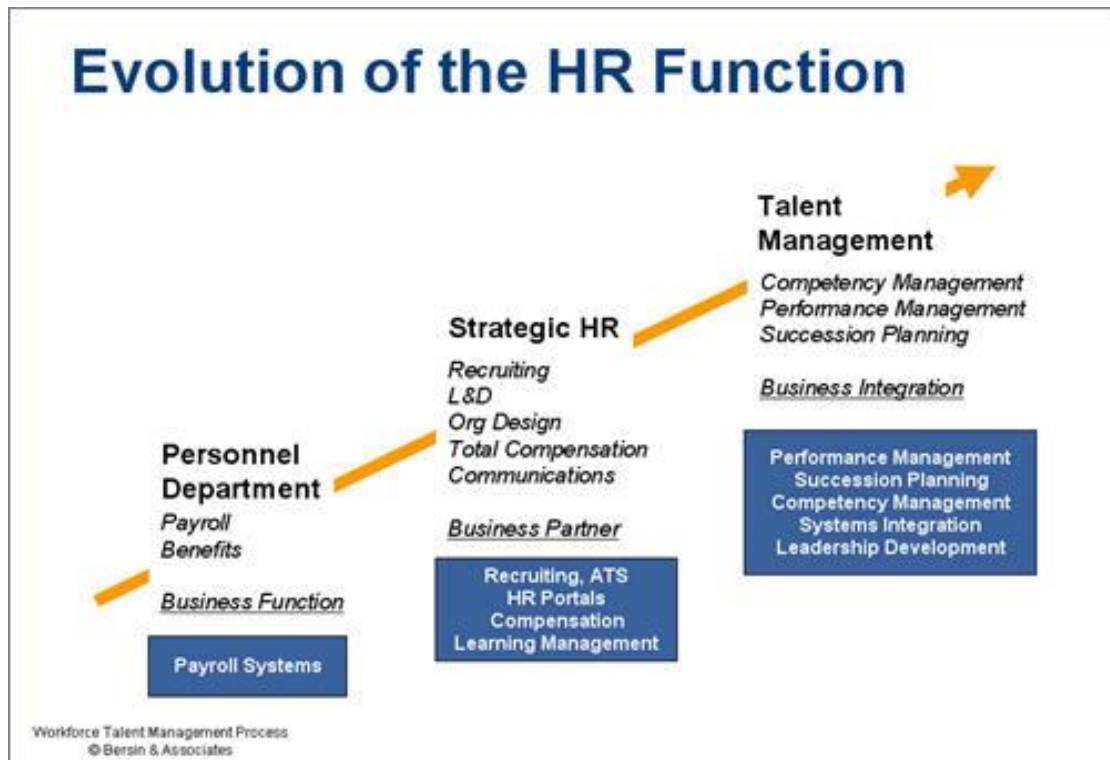 Evolution of the HR Function
Personnel
Department
Payroll
Benefits
Business Function
Payroll Systems
Strategic HR
Recruiting
L&D
Org Design
Total Compensation
Communications
Business Partner
Recruiting, ATS
HR Portals
Compensation
Learning Management
Talent
Management
Competency Management
Performance Management
Succession Planning
Business Integration
Performance Management
Succession Planning
Competency Management
Systems Integration
Leadership Development
Workforce Talent Management Process
© Bersin & Associates